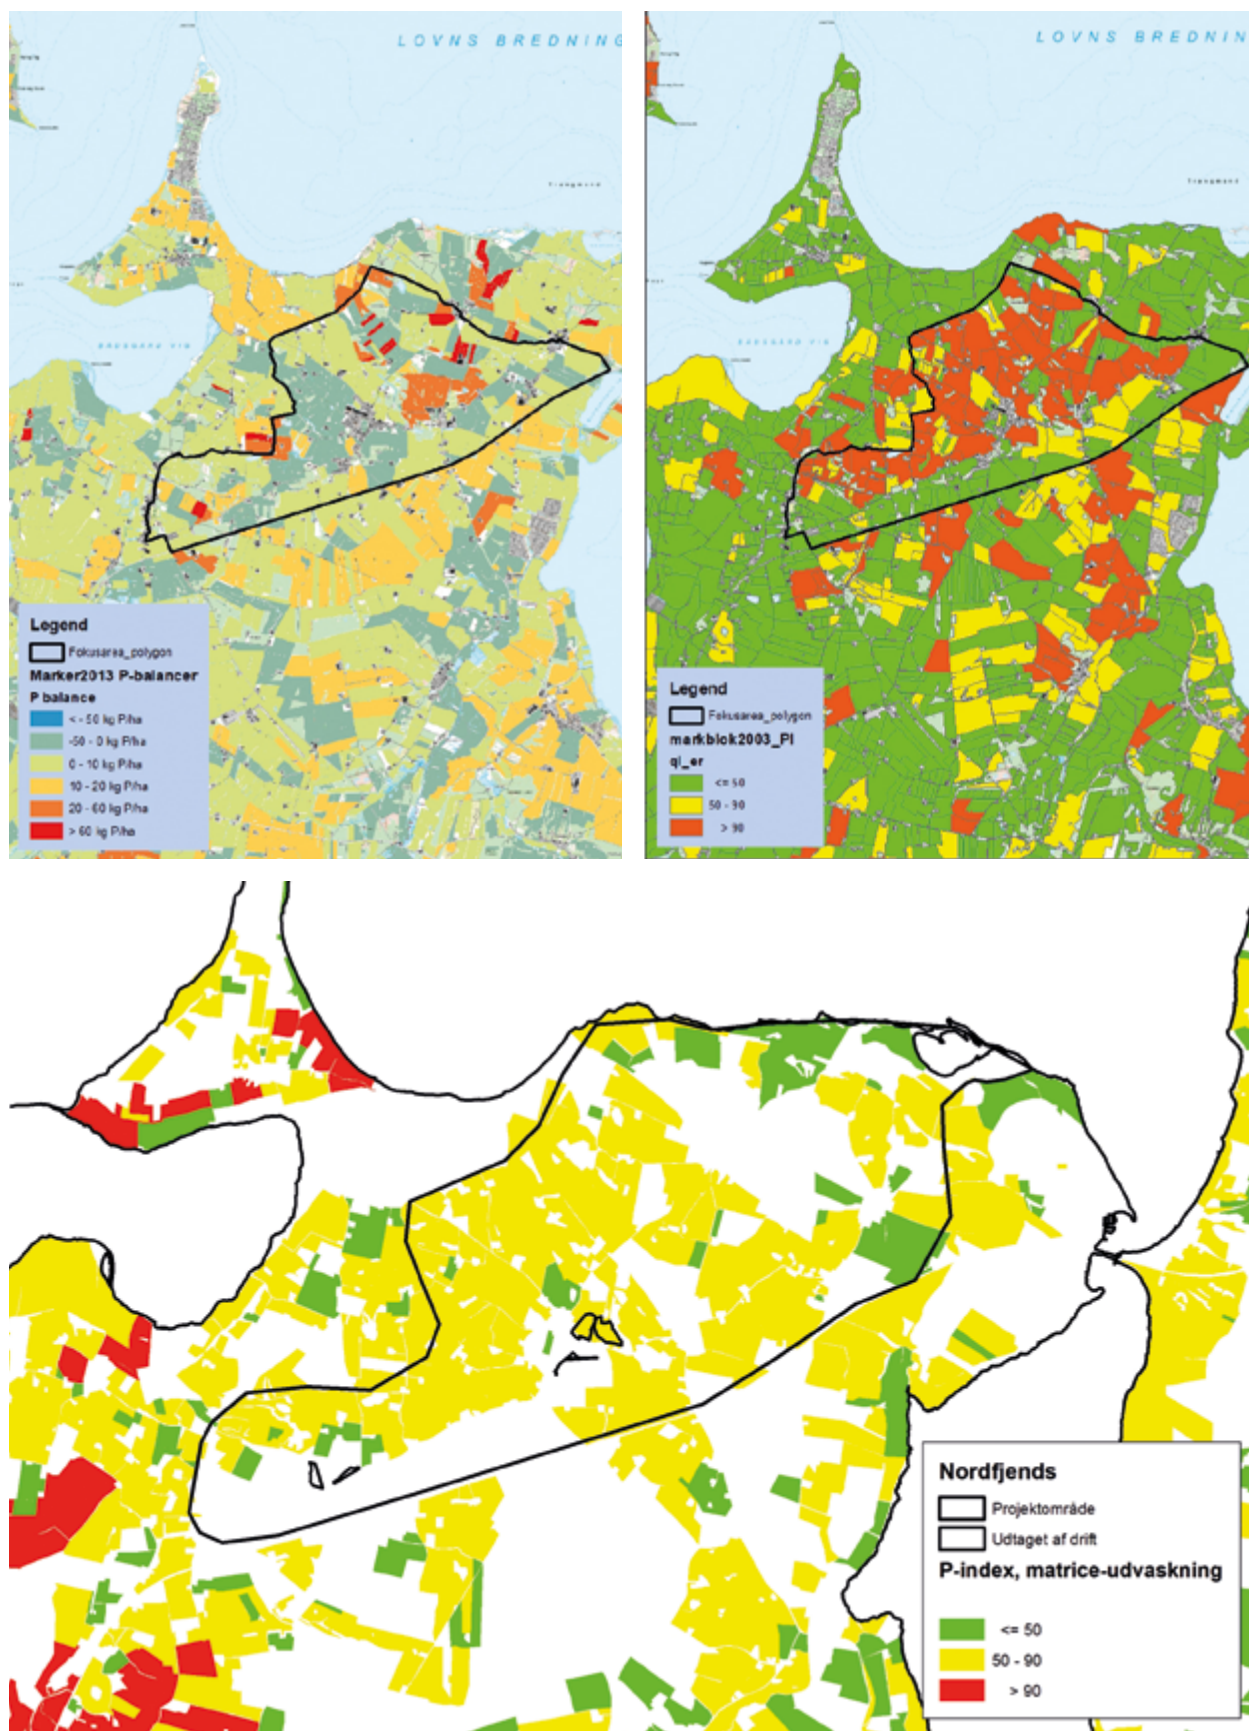 LOVNS BREDNING
Legend
Fokusarea_polygon
Marker2013 P-balancer
P balance
< - 50 kg P/ha
-50 - 0 kg P/ha
0 - 10 kg P/ha
10 - 20 kg P/ha
20 - 60 kg P/ha
> 60 kg P/ha
LOVNS BREDNIN
Legend
Fokusarea_polygon
markblok2003_PI
qi_er
<= 50
50 - 90
> 90
Nordfjends
Projektområde
Udtaget af drift
P-index, matrice-udvaskning
<= 50
50 - 90
> 90